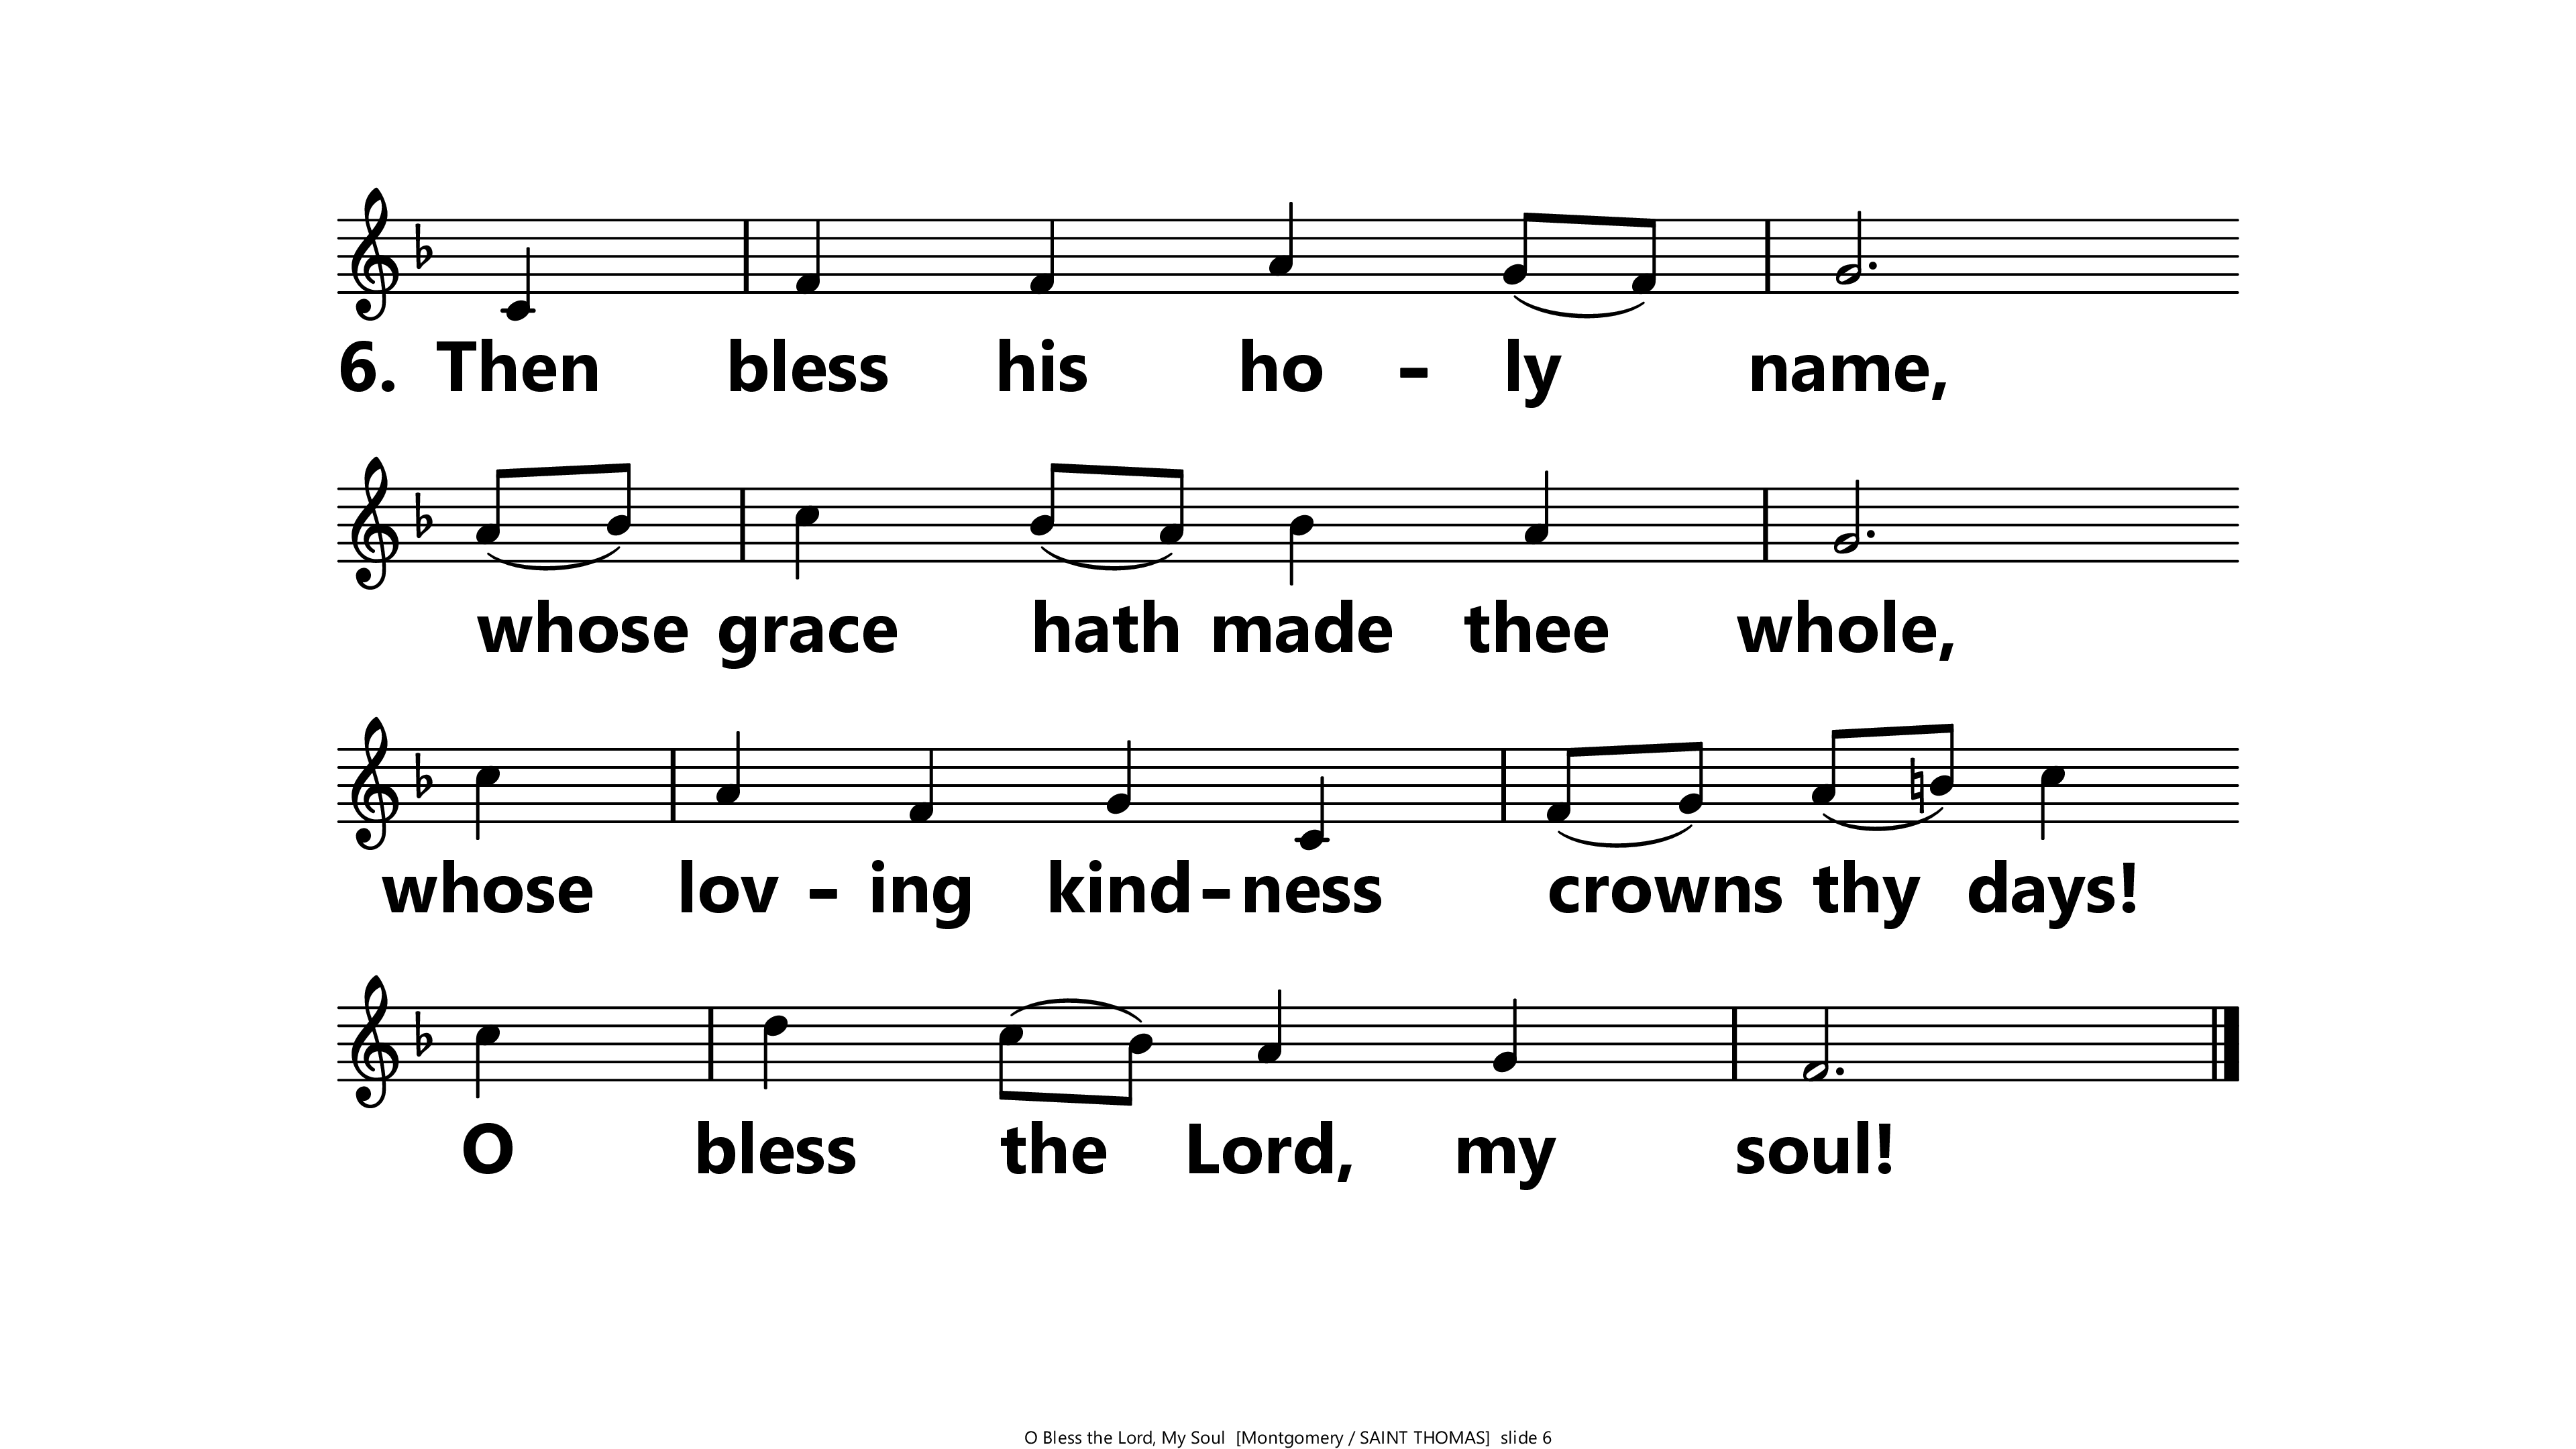 6. Then bless his ho - ly name,
whose grace hath made thee whole,
whose lov - ing kind - ness crowns thy days!
O bless the Lord, my soul!
O Bless the Lord, My Soul [Montgomery / SAINT THOMAS] slide 6